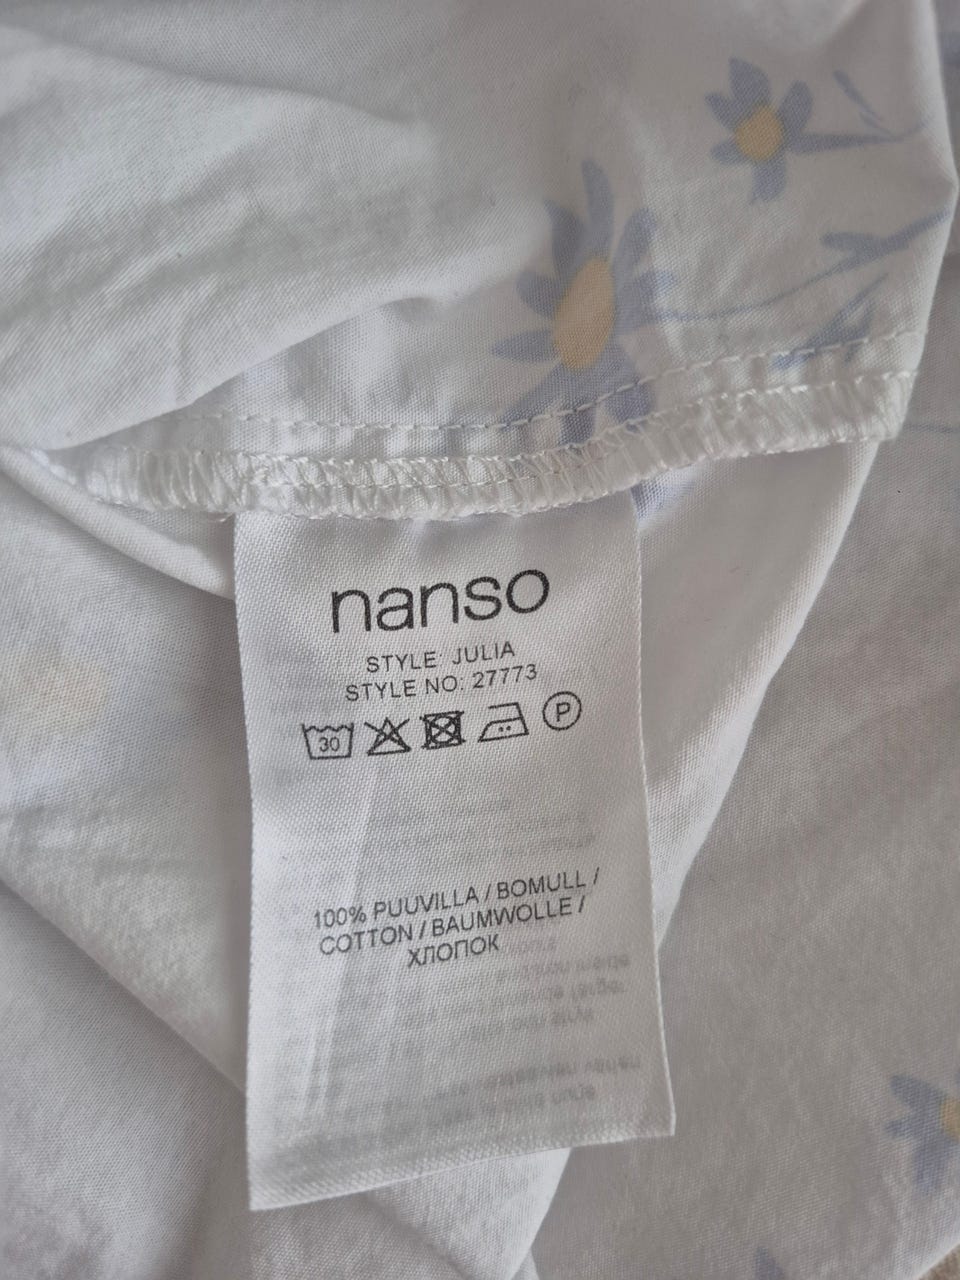 nanso
STYLE: JULIA
STYLE NO: 27773
30 P
100% PUUVILLA / BOMULL /
COTTON / BAUMWOLLE /
ХЛОПОК